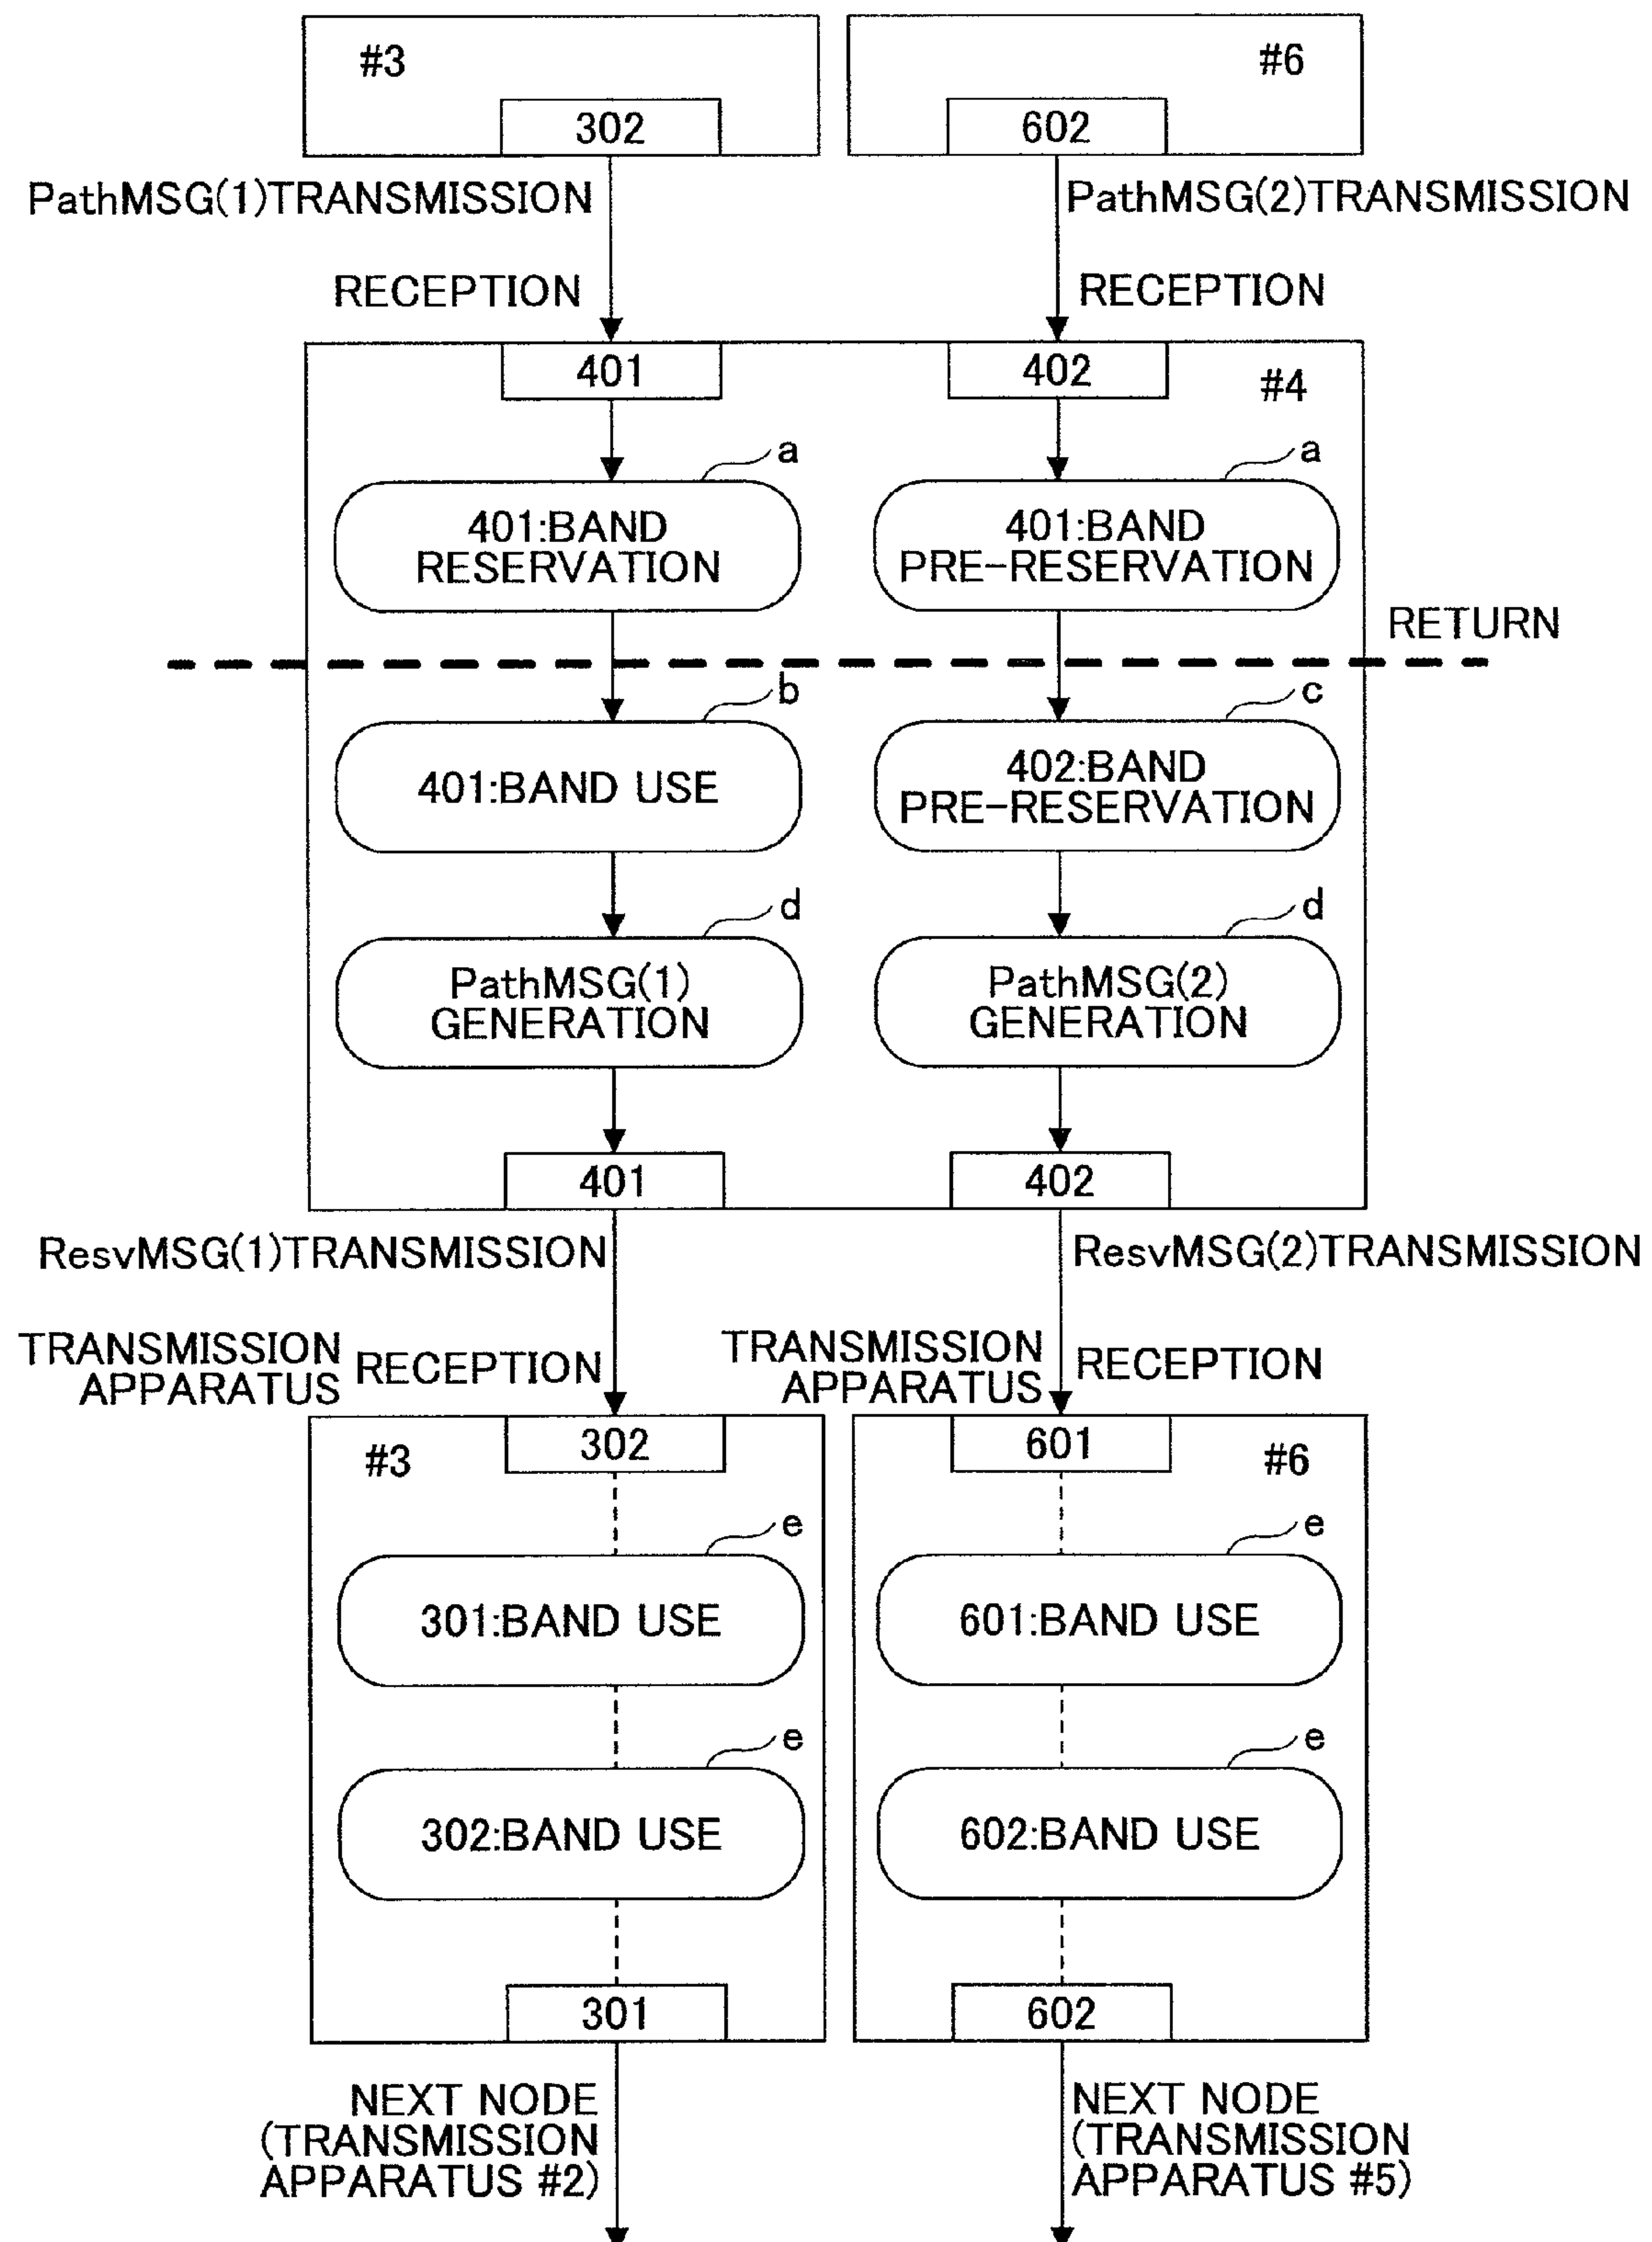 #3
#6
302
602
PathMSG(1)TRANSMISSION
PathMSG(2)TRANSMISSION
RECEPTION
RECEPTION
401
402
#4
a
a
401:BAND
RESERVATION
401:BAND
PRE-RESERVATION
RETURN
b
c
401:BAND USE
402:BAND
PRE-RESERVATION
d
d
PathMSG(1)
GENERATION
PathMSG(2)
GENERATION
401
402
ResvMSG(1)TRANSMISSION
ResvMSG(2)TRANSMISSION
TRANSMISSION
APPARATUS
RECEPTION
TRANSMISSION
APPARATUS
RECEPTION
#3
302
601
#6
e
e
301:BAND USE
601:BAND USE
e
e
302:BAND USE
602:BAND USE
301
602
NEXT NODE
(TRANSMISSION
APPARATUS #2)
NEXT NODE
(TRANSMISSION
APPARATUS #5)